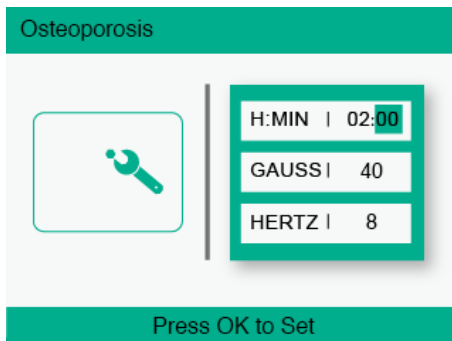 Osteoporosis
H:MIN | 02:00
GAUSS | 40
HERTZ | 8
Press OK to Set